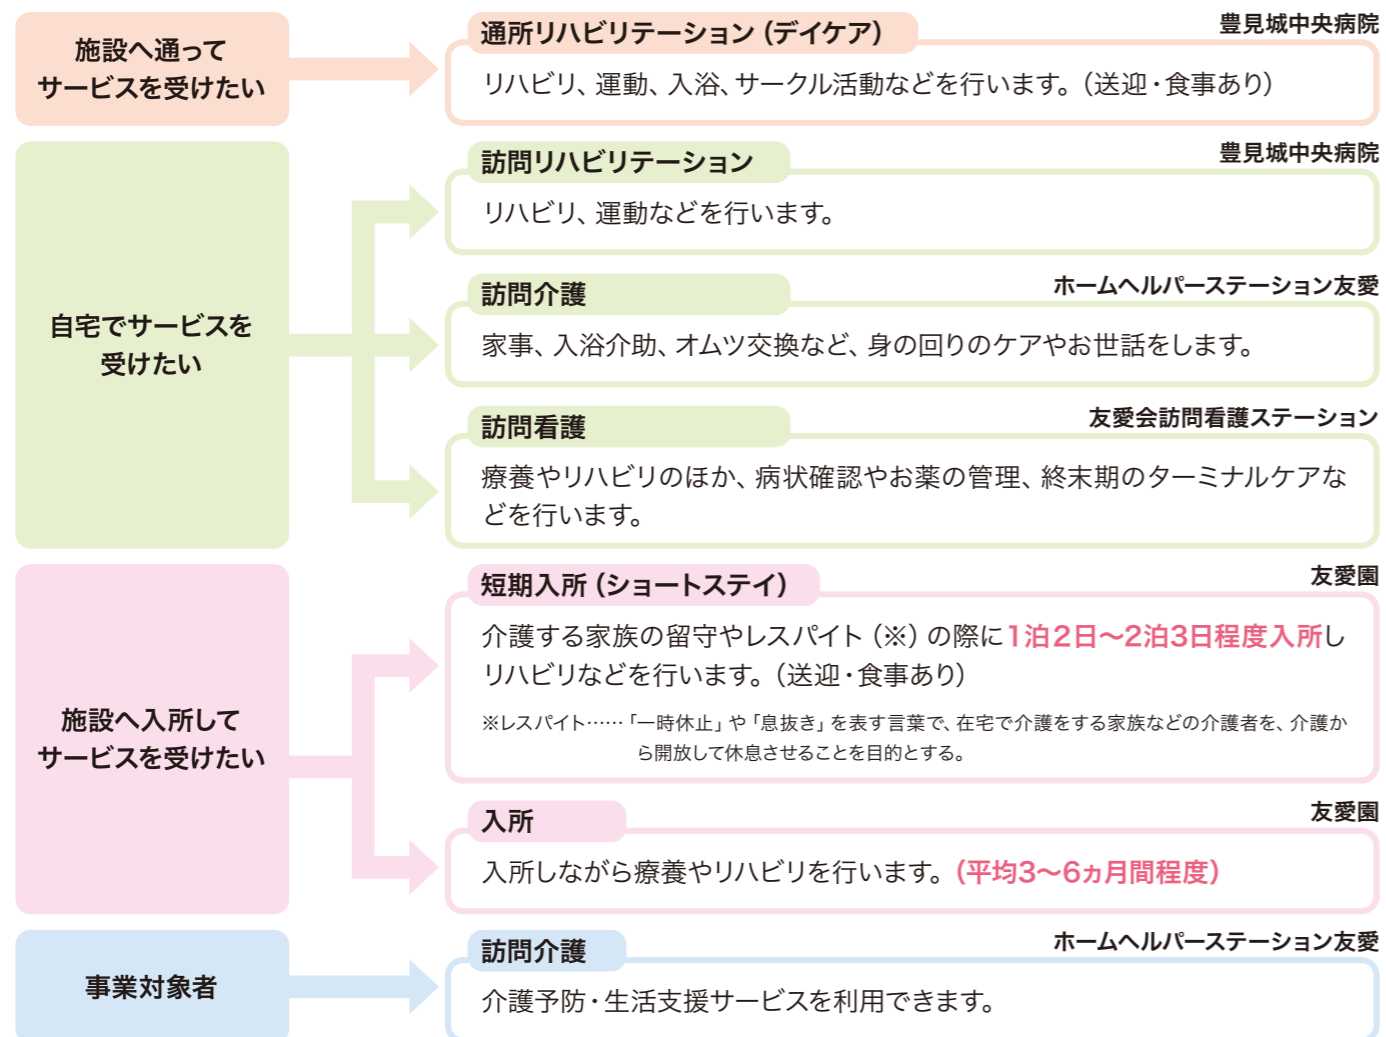 施設へ通って
サービスを受けたい
通所リハビリテーション（デイケア）
豊見城中央病院
リハビリ、運動、入浴、サークル活動などを行います。（送迎・食事あり）
自宅でサービスを
受けたい
訪問リハビリテーション
豊見城中央病院
リハビリ、運動などを行います。
訪問介護
ホームヘルパーステーション友愛
家事、入浴介助、オムツ交換など、身の回りのケアやお世話をします。
訪問看護
友愛会訪問看護ステーション
療養やリハビリのほか、病状確認やお薬の管理、終末期のターミナルケアな
どを行います。
施設へ入所して
サービスを受けたい
短期入所（ショートステイ）
友愛園
介護する家族の留守やレスパイト（※）の際に1泊2日～2泊3日程度入所し
リハビリなどを行います。（送迎・食事あり）
※レスパイト……「一時休止」や「息抜き」を表す言葉で、在宅で介護をする家族などの介護者を、介護か
ら開放して休息させることを目的とする。
入所
友愛園
入所しながら療養やリハビリを行います。（平均3～6ヵ月間程度）
事業対象者
訪問介護
ホームヘルパーステーション友愛
介護予防・生活支援サービスを利用できます。